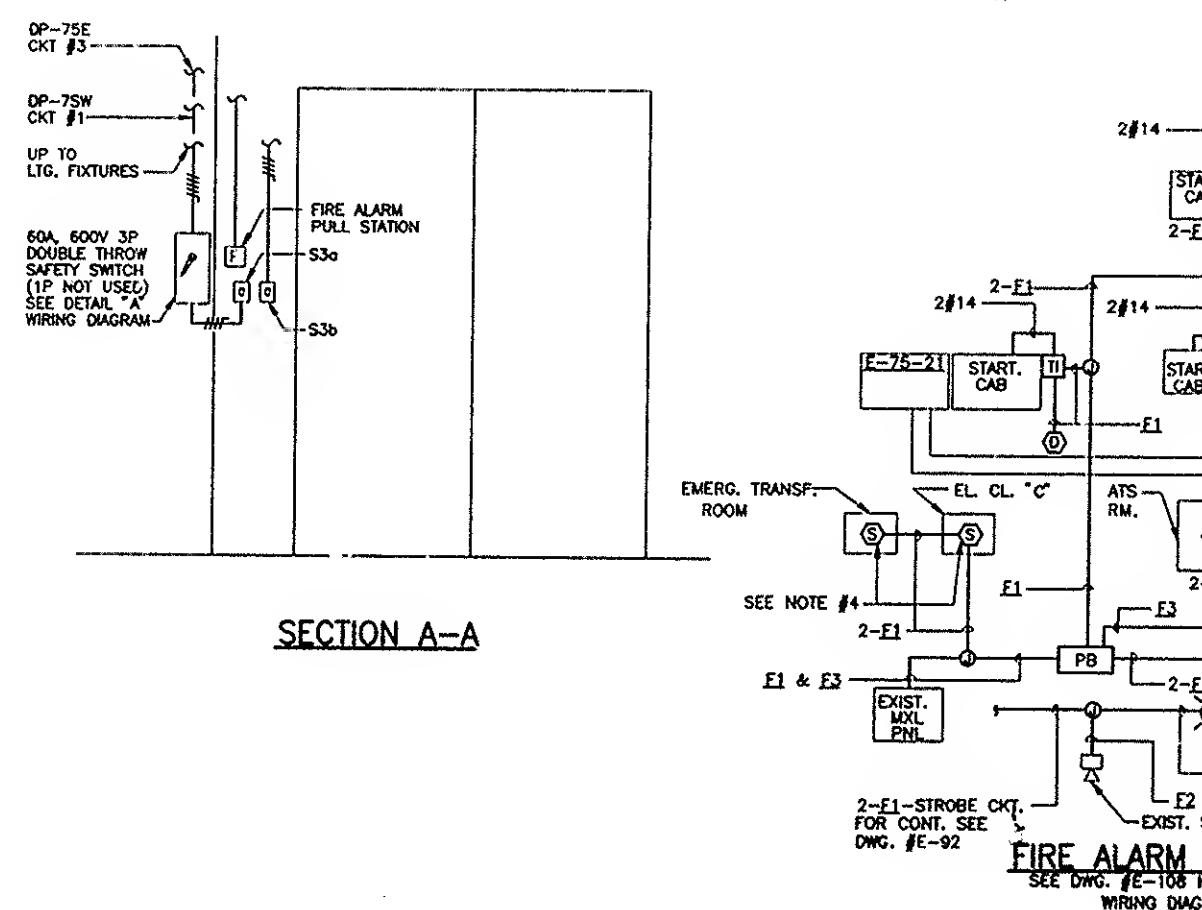 DP-75E
CKT #3
DP-7SW
CKT #1
UP TO
LTG. FIXTURES
60A, 600V 3P
DOUBLE THROW
SAFETY SWITCH
(1P NOT USED)
SEE DETAIL "A"
WIRING DIAGRAM
F
FIRE ALARM
PULL STATION
S3a
S3b
SECTION A-A
2#14
2-F1
2#14
2#14
E-75-21
START.
CAB
TI
J
D
F1
EMERG. TRANSF.
ROOM
EL. CL. "C"
ATS
RM.
S
S
SEE NOTE #4
F1
2-F1
F3
F1 & F3
J
PB
EXIST.
MXL
PNL
J
2-F1-STROBE CKT.
FOR CONT. SEE
DWG. #E-92
F2
EXIST.
FIRE ALARM
SEE DWG. #E-108
WIRING